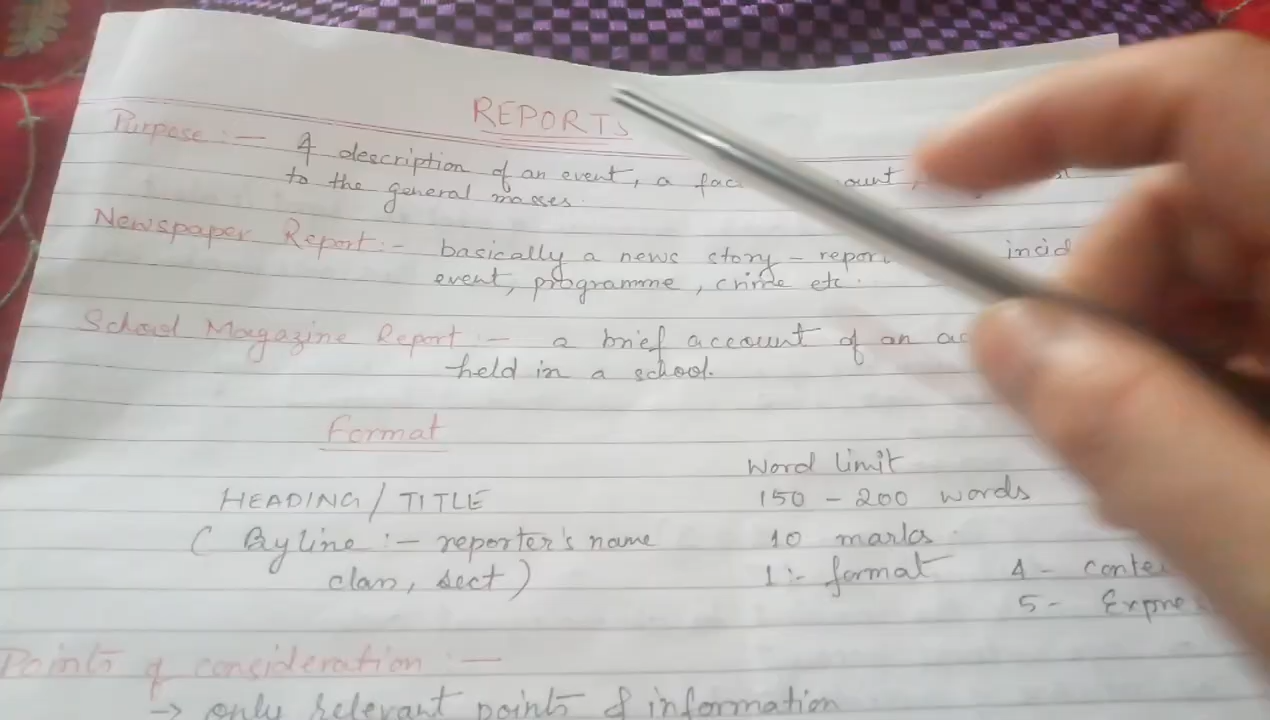 REPORTS
Purpose :— A description of an event, a fac ount,
to the general masses.
Newspaper Report :- basically a news story - repor incid
event, programme, crime etc.
School Magazine Report :- a brief account of an ac
held in a school.
Format
Word limit
HEADING / TITLE 150 - 200 words
( Byline :- reporter's name 10 marks
class, sect ) 1 :- format 4 - conte
5 - Expre
Points of consideration :—
→ only relevant points of information